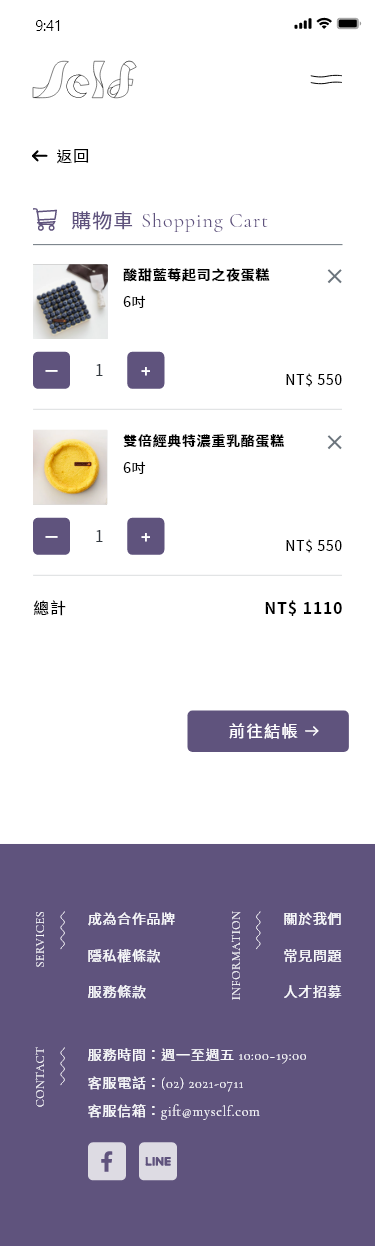 9:41
Self
返回
購物車 Shopping Cart
酸甜藍莓起司之夜蛋糕
6吋
1
NT$ 550
雙倍經典特濃重乳酪蛋糕
6吋
1
NT$ 550
總計
NT$ 1110
前往結帳 →
SERVICES
成為合作品牌
隱私權條款
服務條款
INFORMATION
關於我們
常見問題
人才招募
CONTACT
服務時間：週一至週五 10:00-19:00
客服電話：(02) 2021-0711
客服信箱：gift@myself.com
LINE